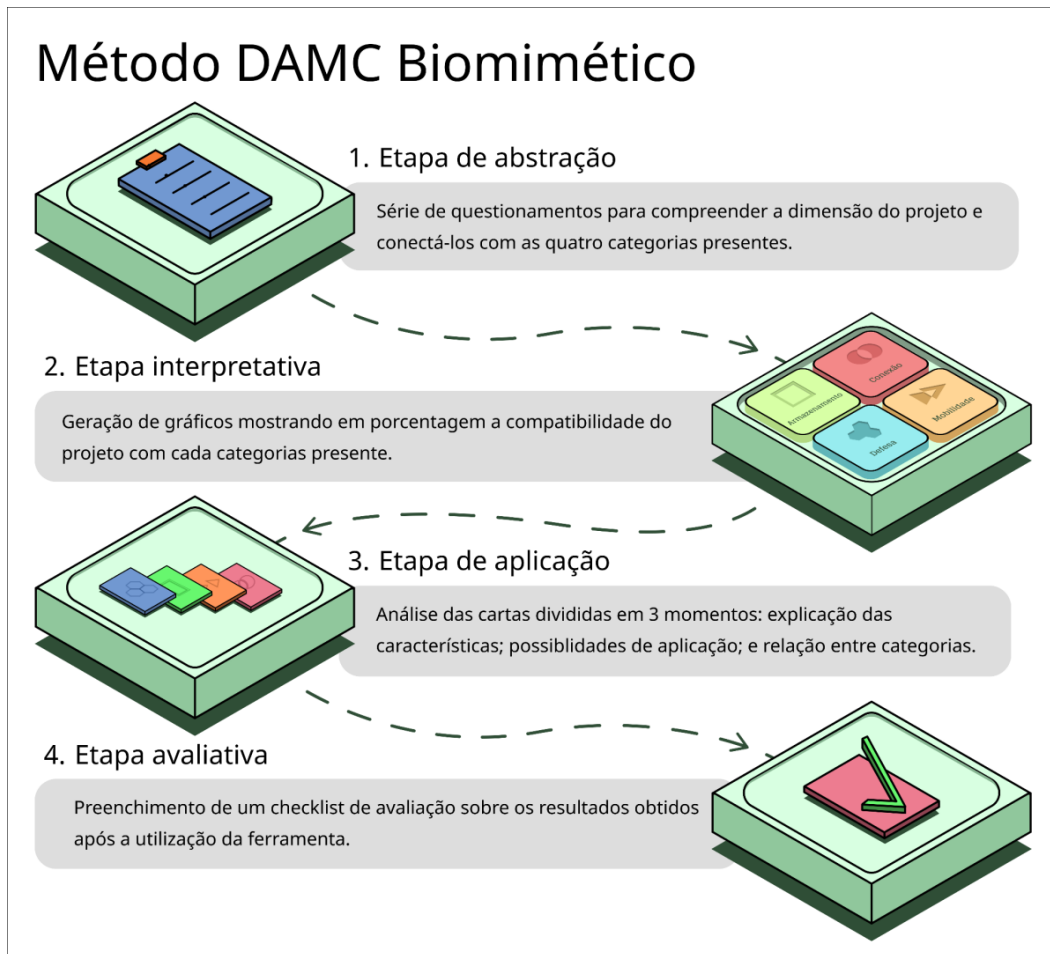 Método DAMC Biomimético
1. Etapa de abstração
Série de questionamentos para compreender a dimensão do projeto e
conectá-los com as quatro categorias presentes.
2. Etapa interpretativa
Geração de gráficos mostrando em porcentagem a compatibilidade do
projeto com cada categorias presente.
Conexão
Armazenamento
Mobilidade
Defesa
3. Etapa de aplicação
Análise das cartas divididas em 3 momentos: explicação das
características; possiblidades de aplicação; e relação entre categorias.
4. Etapa avaliativa
Preenchimento de um checklist de avaliação sobre os resultados obtidos
após a utilização da ferramenta.